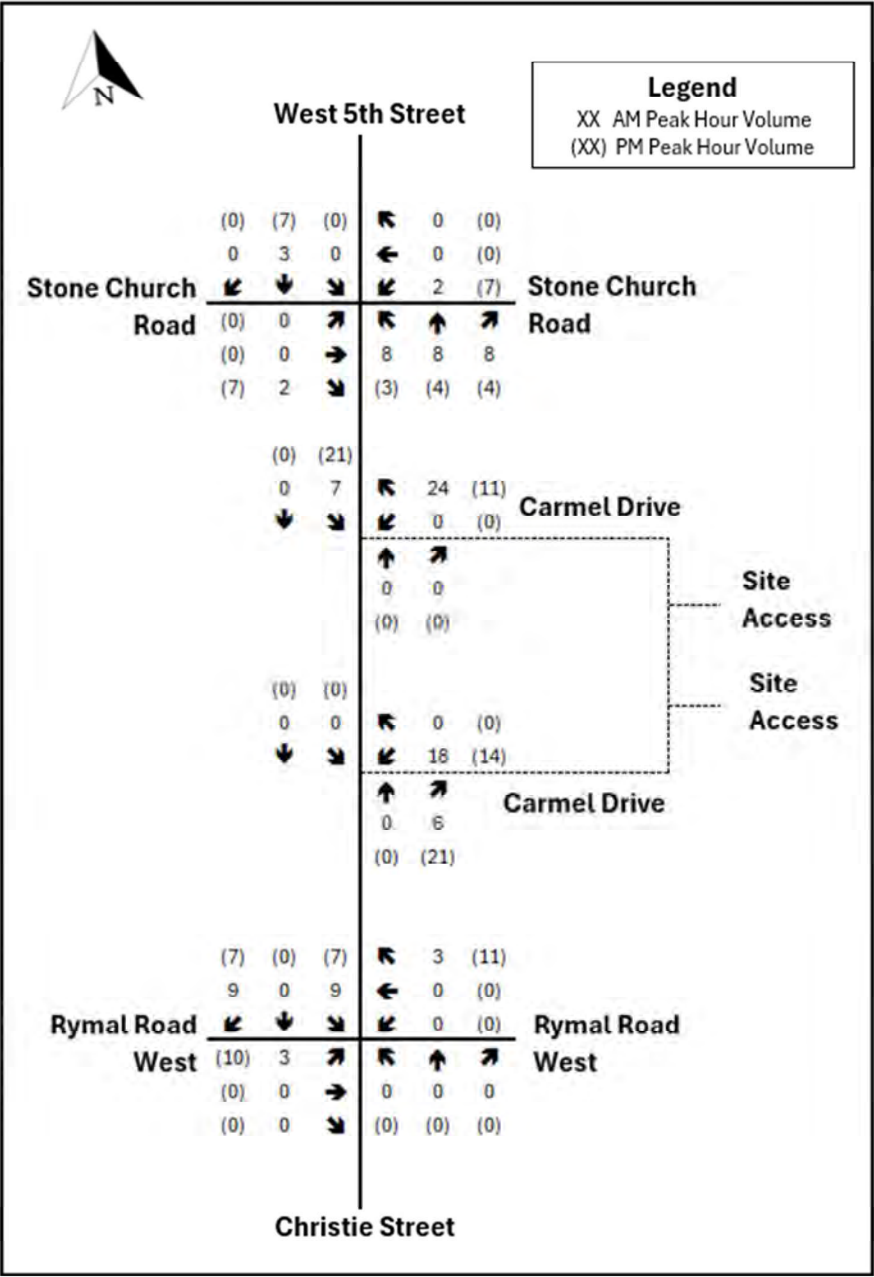 N
Legend
XX AM Peak Hour Volume
(XX) PM Peak Hour Volume
West 5th Street
(0) (7) (0) 0 (0)
0 3 0 0 (0)
Stone Church 2 (7) Stone Church
Road (0) 0 Road
(0) 0 8 8 8
(7) 2 (3) (4) (4)
(0) (21)
0 7 24 (11)
Carmel Drive
0 (0)
0 0
(0) (0)
Site
Access
(0) (0)
Site
Access
0 0 0 (0)
18 (14)
Carmel Drive
0 6
(0) (21)
(7) (0) (7) 3 (11)
9 0 9 0 (0)
Rymal Road 0 (0) Rymal Road
West (10) 3 West
(0) 0 0 0 0
(0) 0 (0) (0) (0)
Christie Street